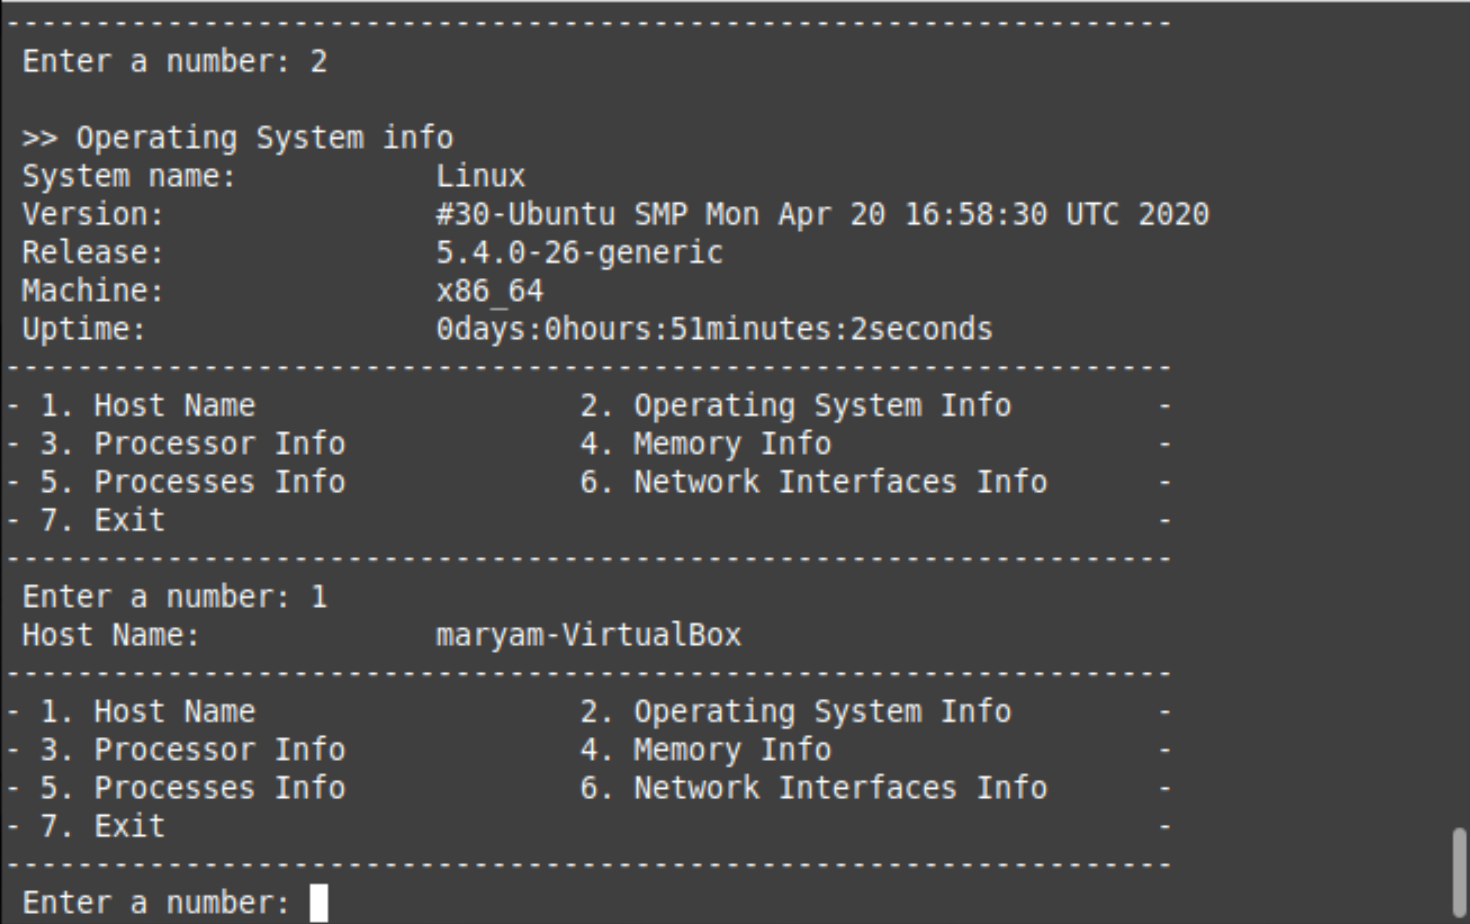 -----------------------------------------------------------------
Enter a number: 2
>> Operating System info
System name: Linux
Version: #30-Ubuntu SMP Mon Apr 20 16:58:30 UTC 2020
Release: 5.4.0-26-generic
Machine: x86_64
Uptime: 0days:0hours:51minutes:2seconds
-----------------------------------------------------------------
- 1. Host Name 2. Operating System Info -
- 3. Processor Info 4. Memory Info -
- 5. Processes Info 6. Network Interfaces Info -
- 7. Exit -
-----------------------------------------------------------------
Enter a number: 1
Host Name: maryam-VirtualBox
-----------------------------------------------------------------
- 1. Host Name 2. Operating System Info -
- 3. Processor Info 4. Memory Info -
- 5. Processes Info 6. Network Interfaces Info -
- 7. Exit -
-----------------------------------------------------------------
Enter a number: